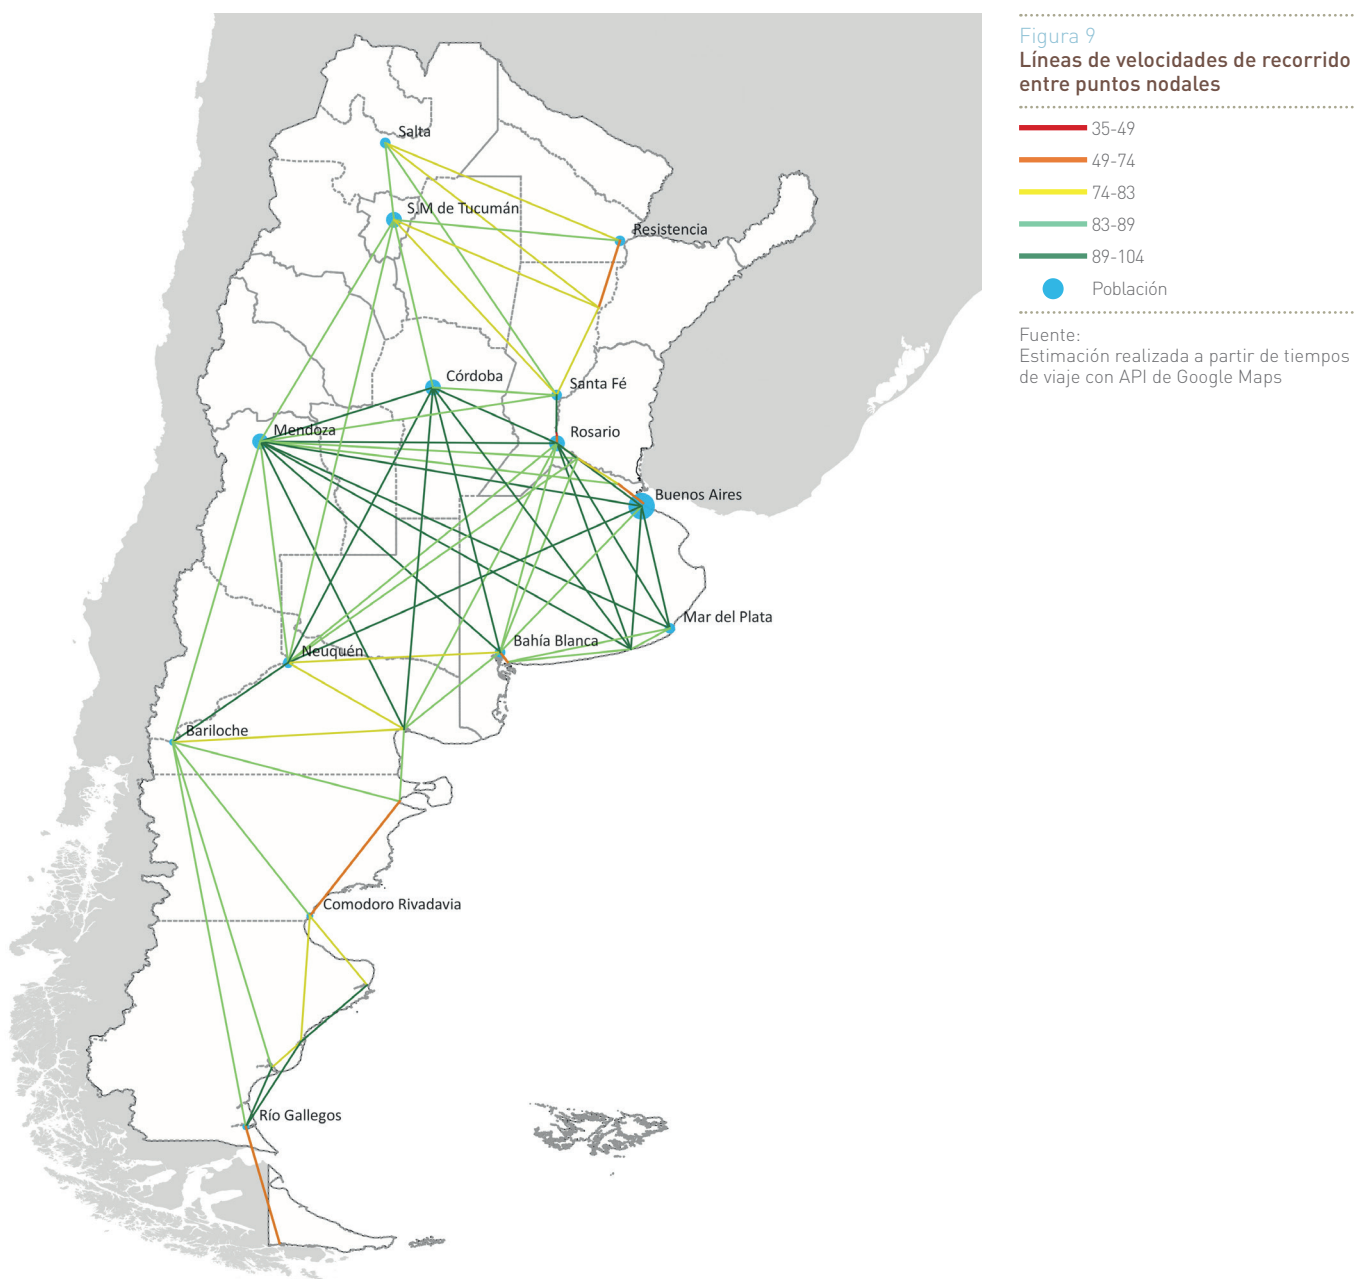 Figura 9
Líneas de velocidades de recorrido
entre puntos nodales
35-49
49-74
74-83
83-89
89-104
Población
Fuente:
Estimación realizada a partir de tiempos
de viaje con API de Google Maps
Salta
S.M de Tucumán
Resistencia
Córdoba
Santa Fé
Mendoza
Rosario
Buenos Aires
Mar del Plata
Bahía Blanca
Neuquén
Bariloche
Comodoro Rivadavia
Río Gallegos